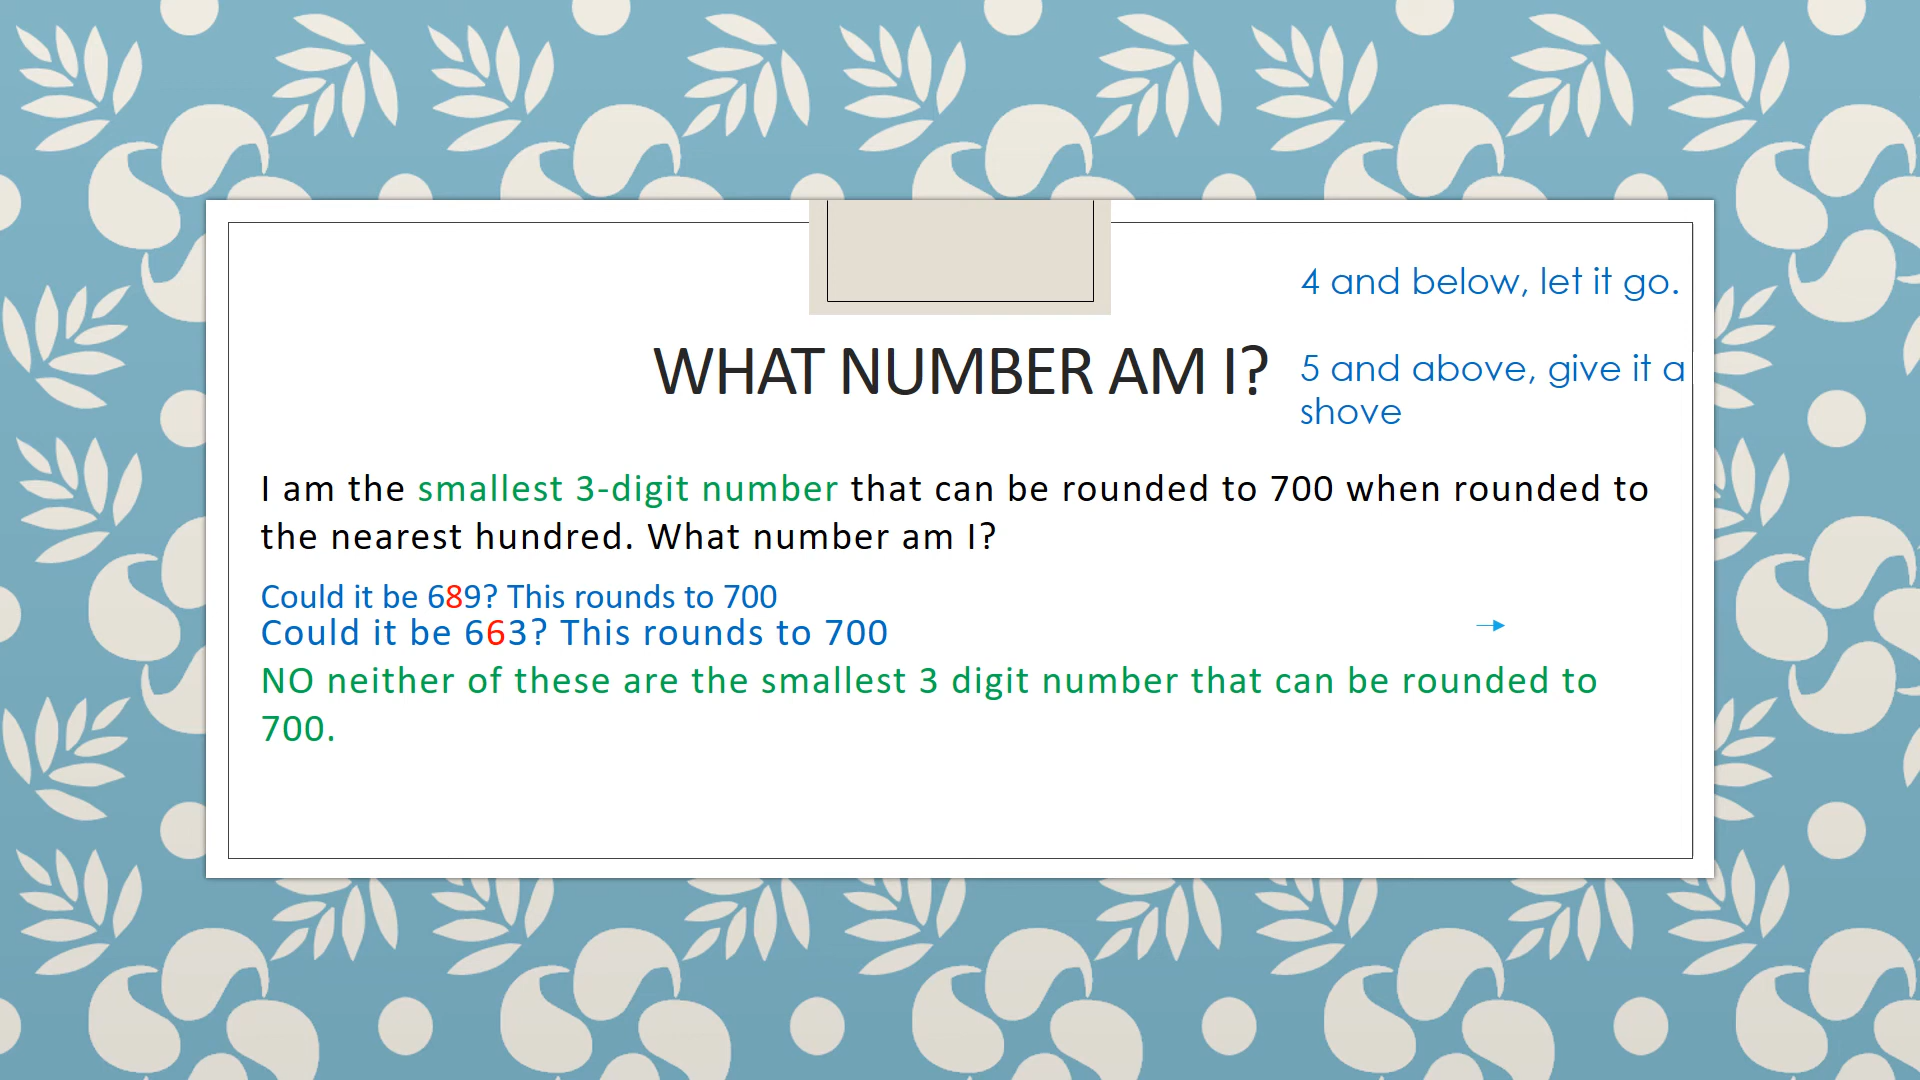 4 and below, let it go.
WHAT NUMBER AM I?
5 and above, give it a
shove
I am the smallest 3-digit number that can be rounded to 700 when rounded to
the nearest hundred. What number am I?
Could it be 689? This rounds to 700
Could it be 663? This rounds to 700
NO neither of these are the smallest 3 digit number that can be rounded to
700.